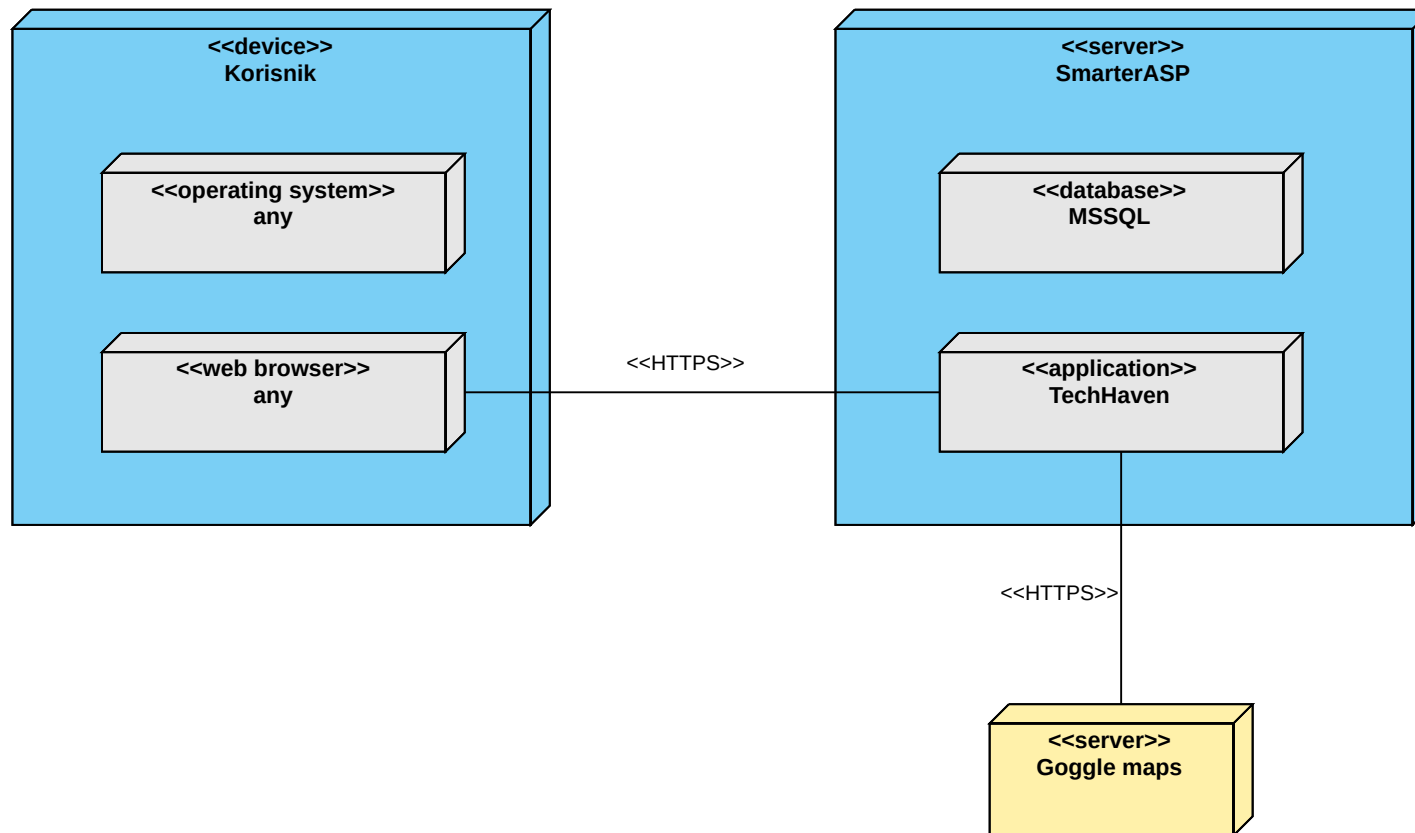 <<device>>
Korisnik
<<operating system>>
any
<<web browser>>
any
<<HTTPS>>
<<server>>
SmarterASP
<<database>>
MSSQL
<<application>>
TechHaven
<<HTTPS>>
<<server>>
Goggle maps